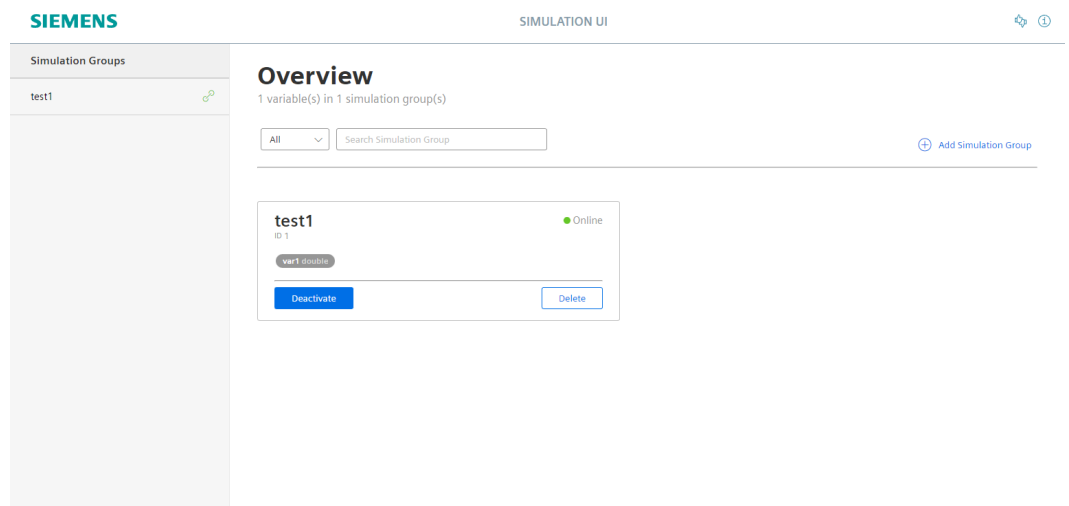 SIEMENS
SIMULATION UI
Simulation Groups
test1
Overview
1 variable(s) in 1 simulation group(s)
All
Search Simulation Group
Add Simulation Group
test1
Online
ID 1
var1 double
Deactivate
Delete